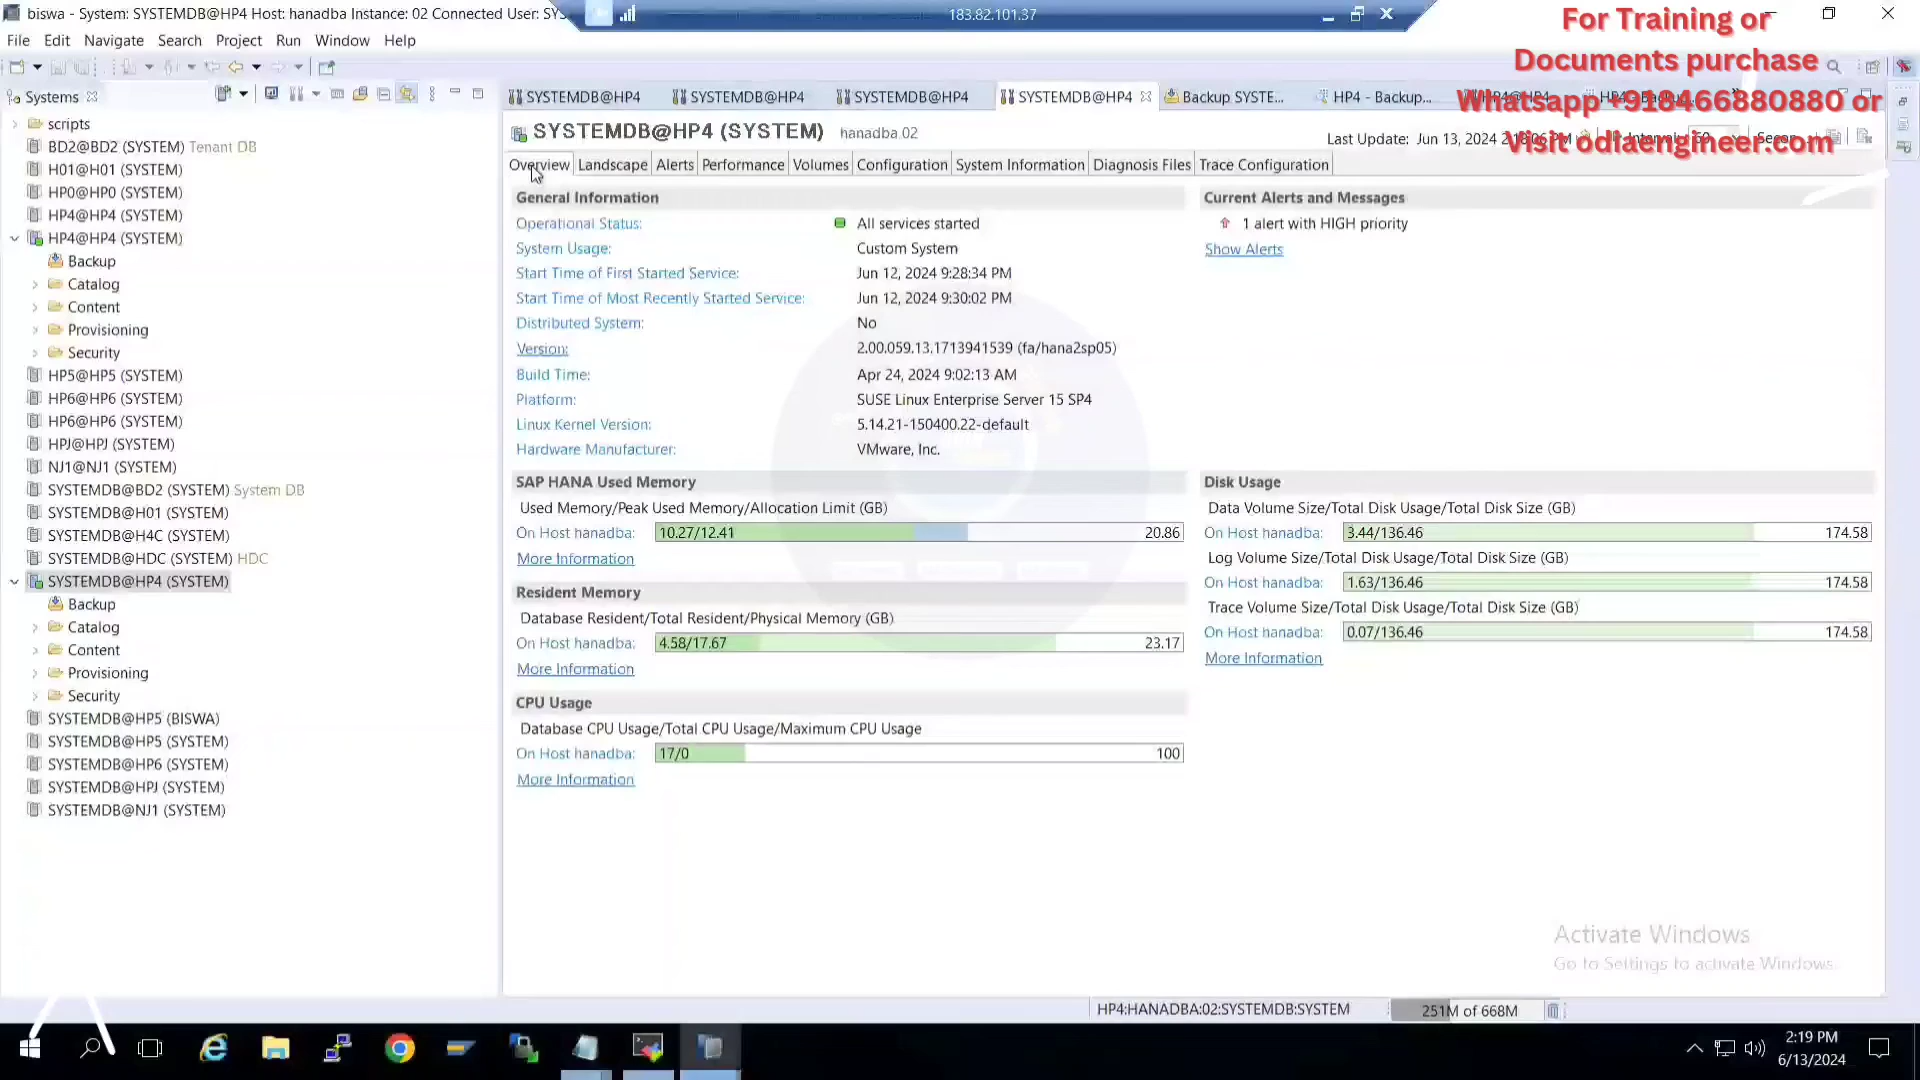 biswa - System: SYSTEMDB@HP4 Host: hanadba Instance: 02 Connected User: SY
183.82.101.37
For Training or
Documents purchase
Whatsapp +918466880880 or
Visit odiaengineer.com
File Edit Navigate Search Project Run Window Help
Systems
SYSTEMDB@HP4 SYSTEMDB@HP4 SYSTEMDB@HP4 SYSTEMDB@HP4 Backup SYSTE... HP4 - Backup...
SYSTEMDB@HP4 (SYSTEM) hanadba 02
Last Update: Jun 13, 2024
Overview Landscape Alerts Performance Volumes Configuration System Information Diagnosis Files Trace Configuration
scripts
BD2@BD2 (SYSTEM) Tenant DB
H01@H01 (SYSTEM)
HP0@HP0 (SYSTEM)
HP4@HP4 (SYSTEM)
HP4@HP4 (SYSTEM)
Backup
Catalog
Content
Provisioning
Security
HP5@HP5 (SYSTEM)
HP6@HP6 (SYSTEM)
HP6@HP6 (SYSTEM)
HPJ@HPJ (SYSTEM)
NJ1@NJ1 (SYSTEM)
SYSTEMDB@BD2 (SYSTEM) System DB
SYSTEMDB@H01 (SYSTEM)
SYSTEMDB@H4C (SYSTEM)
SYSTEMDB@HDC (SYSTEM) HDC
SYSTEMDB@HP4 (SYSTEM)
Backup
Catalog
Content
Provisioning
Security
SYSTEMDB@HP5 (BISWA)
SYSTEMDB@HP5 (SYSTEM)
SYSTEMDB@HP6 (SYSTEM)
SYSTEMDB@HPJ (SYSTEM)
SYSTEMDB@NJ1 (SYSTEM)
General Information
Operational Status: All services started
System Usage: Custom System
Start Time of First Started Service: Jun 12, 2024 9:28:34 PM
Start Time of Most Recently Started Service: Jun 12, 2024 9:30:02 PM
Distributed System: No
Version: 2.00.059.13.1713941539 (fa/hana2sp05)
Build Time: Apr 24, 2024 9:02:13 AM
Platform: SUSE Linux Enterprise Server 15 SP4
Linux Kernel Version: 5.14.21-150400.22-default
Hardware Manufacturer: VMware, Inc.
Current Alerts and Messages
1 alert with HIGH priority
Show Alerts
SAP HANA Used Memory
Used Memory/Peak Used Memory/Allocation Limit (GB)
On Host hanadba: 10.27/12.41 20.86
More Information
Resident Memory
Database Resident/Total Resident/Physical Memory (GB)
On Host hanadba: 4.58/17.67 23.17
More Information
CPU Usage
Database CPU Usage/Total CPU Usage/Maximum CPU Usage
On Host hanadba: 17/0 100
More Information
Disk Usage
Data Volume Size/Total Disk Usage/Total Disk Size (GB)
On Host hanadba: 3.44/136.46 174.58
Log Volume Size/Total Disk Usage/Total Disk Size (GB)
On Host hanadba: 1.63/136.46 174.58
Trace Volume Size/Total Disk Usage/Total Disk Size (GB)
On Host hanadba: 0.07/136.46 174.58
More Information
Activate Windows
Go to Settings to activate Windows.
HP4:HANADBA:02:SYSTEMDB:SYSTEM 251M of 668M
2:19 PM
6/13/2024